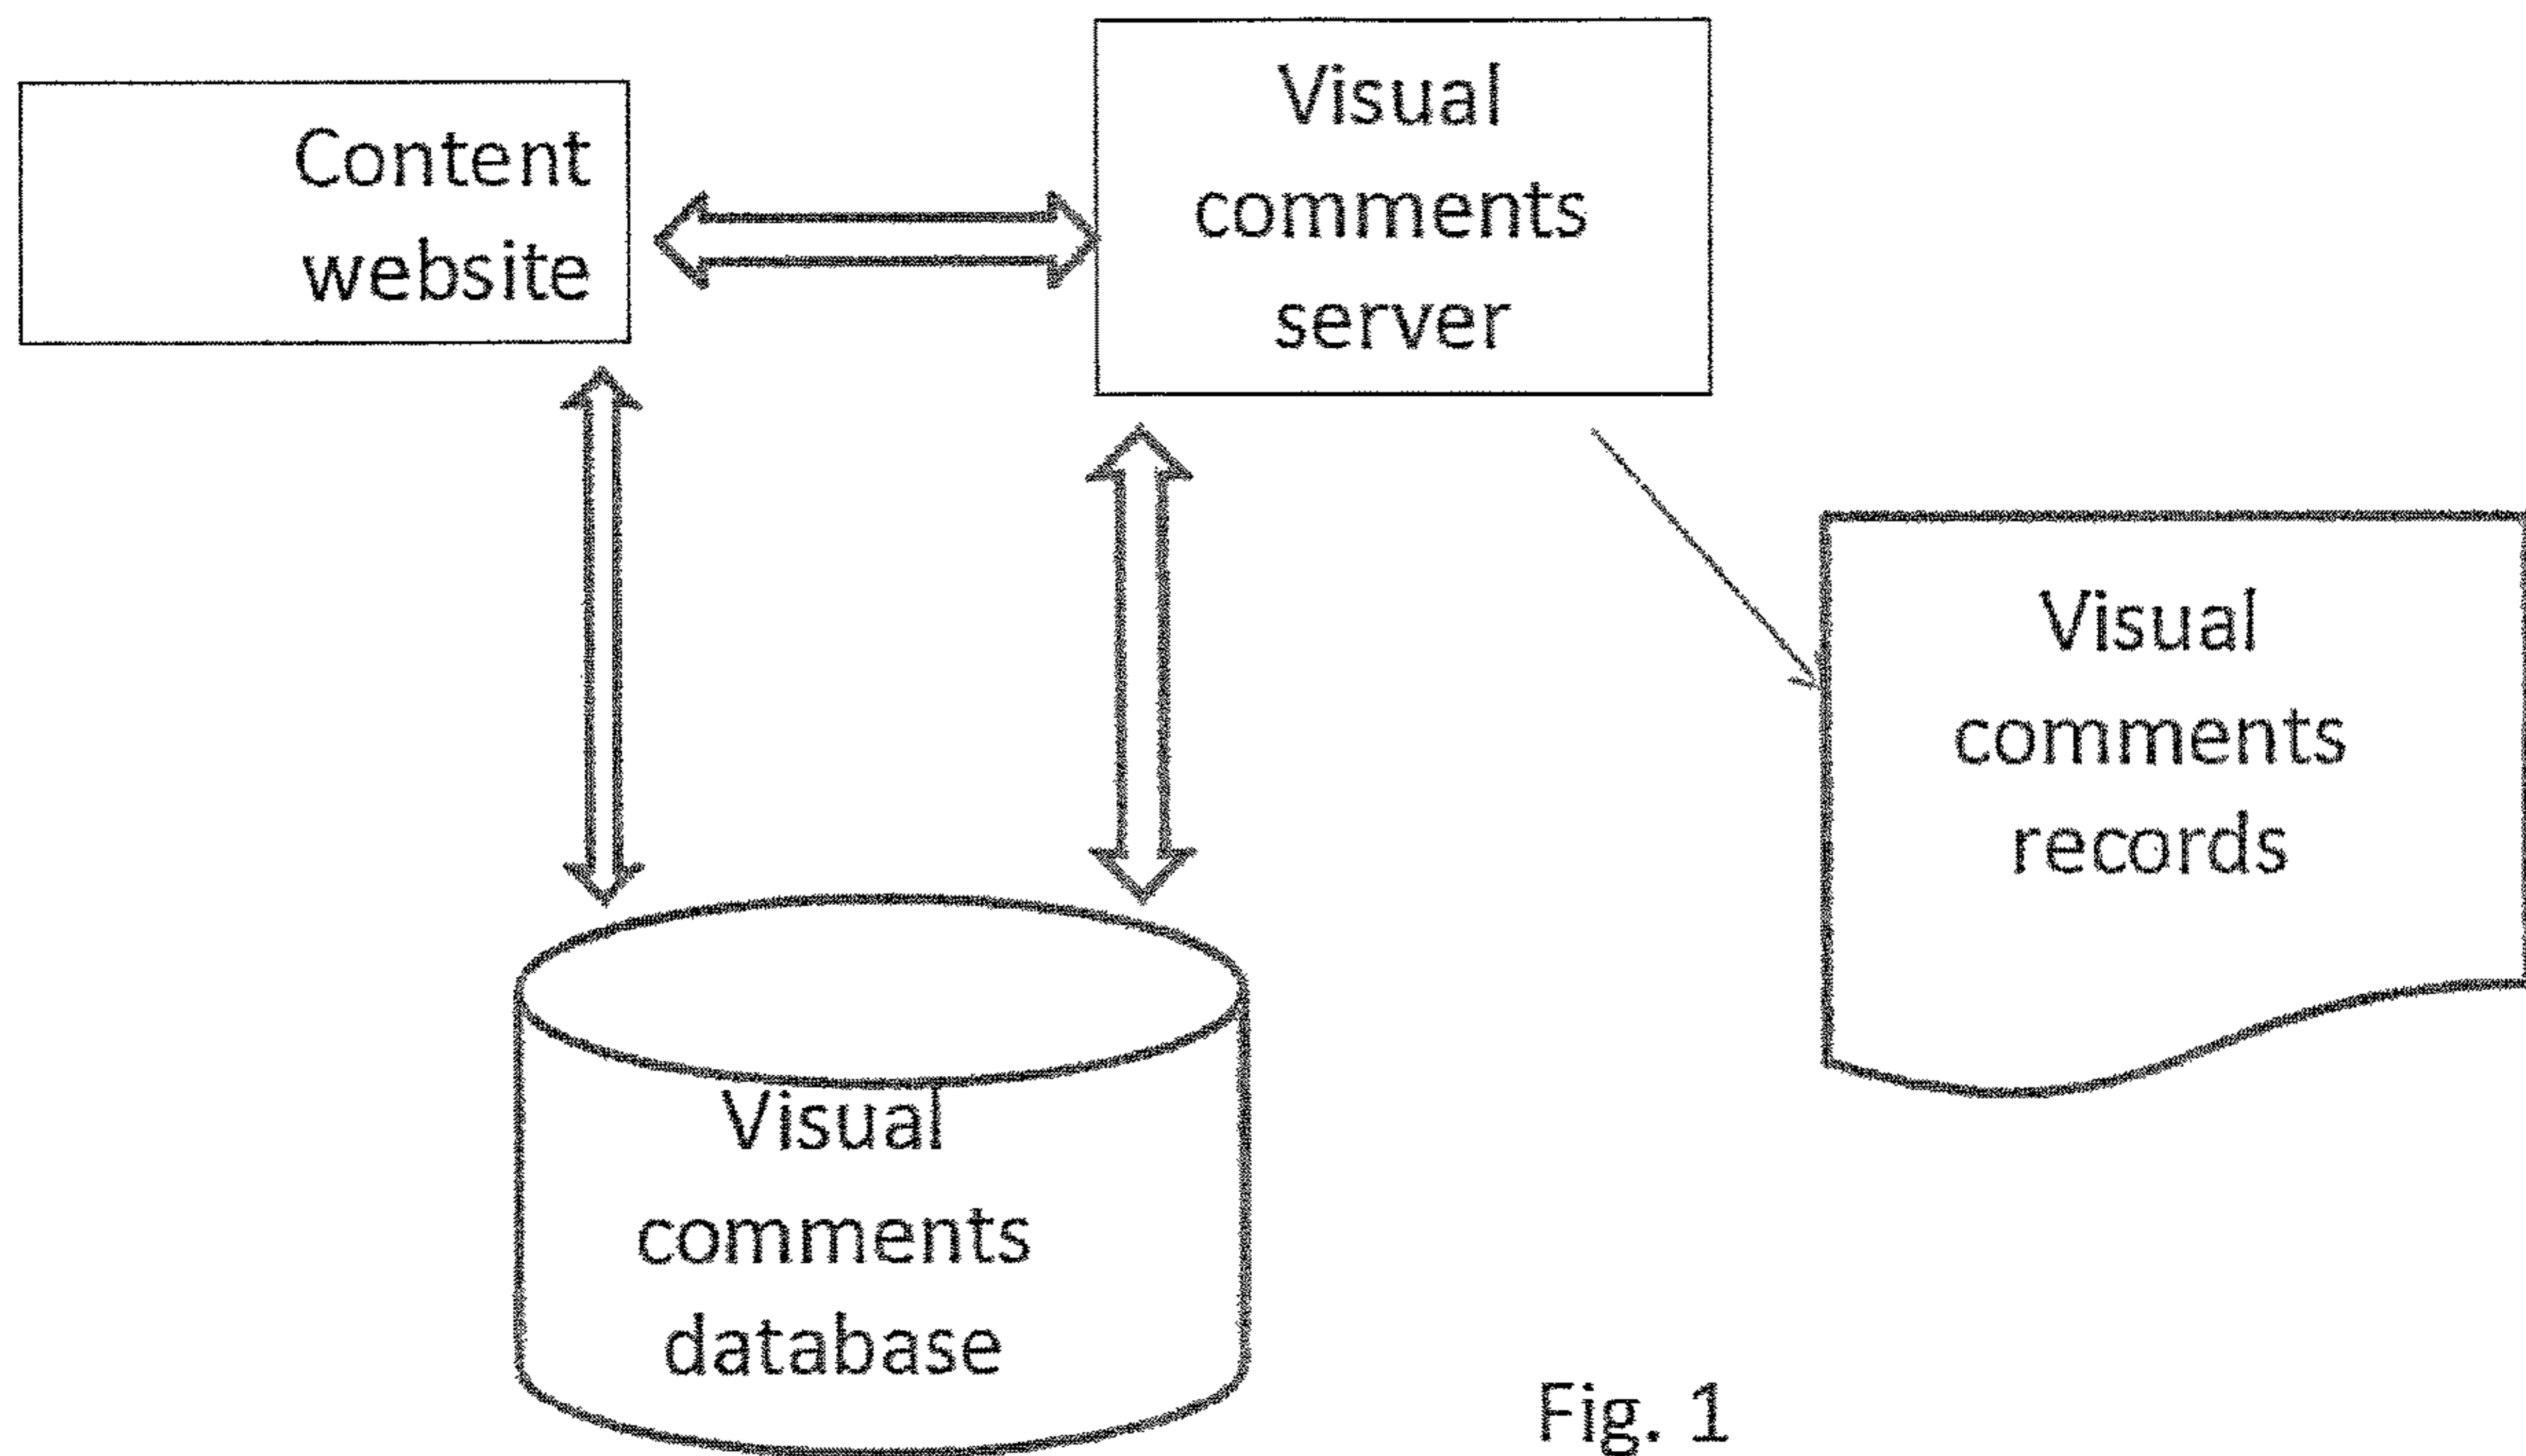 Content
website
Visual
comments
server
Visual
comments
records
Visual
comments
database
Fig. 1